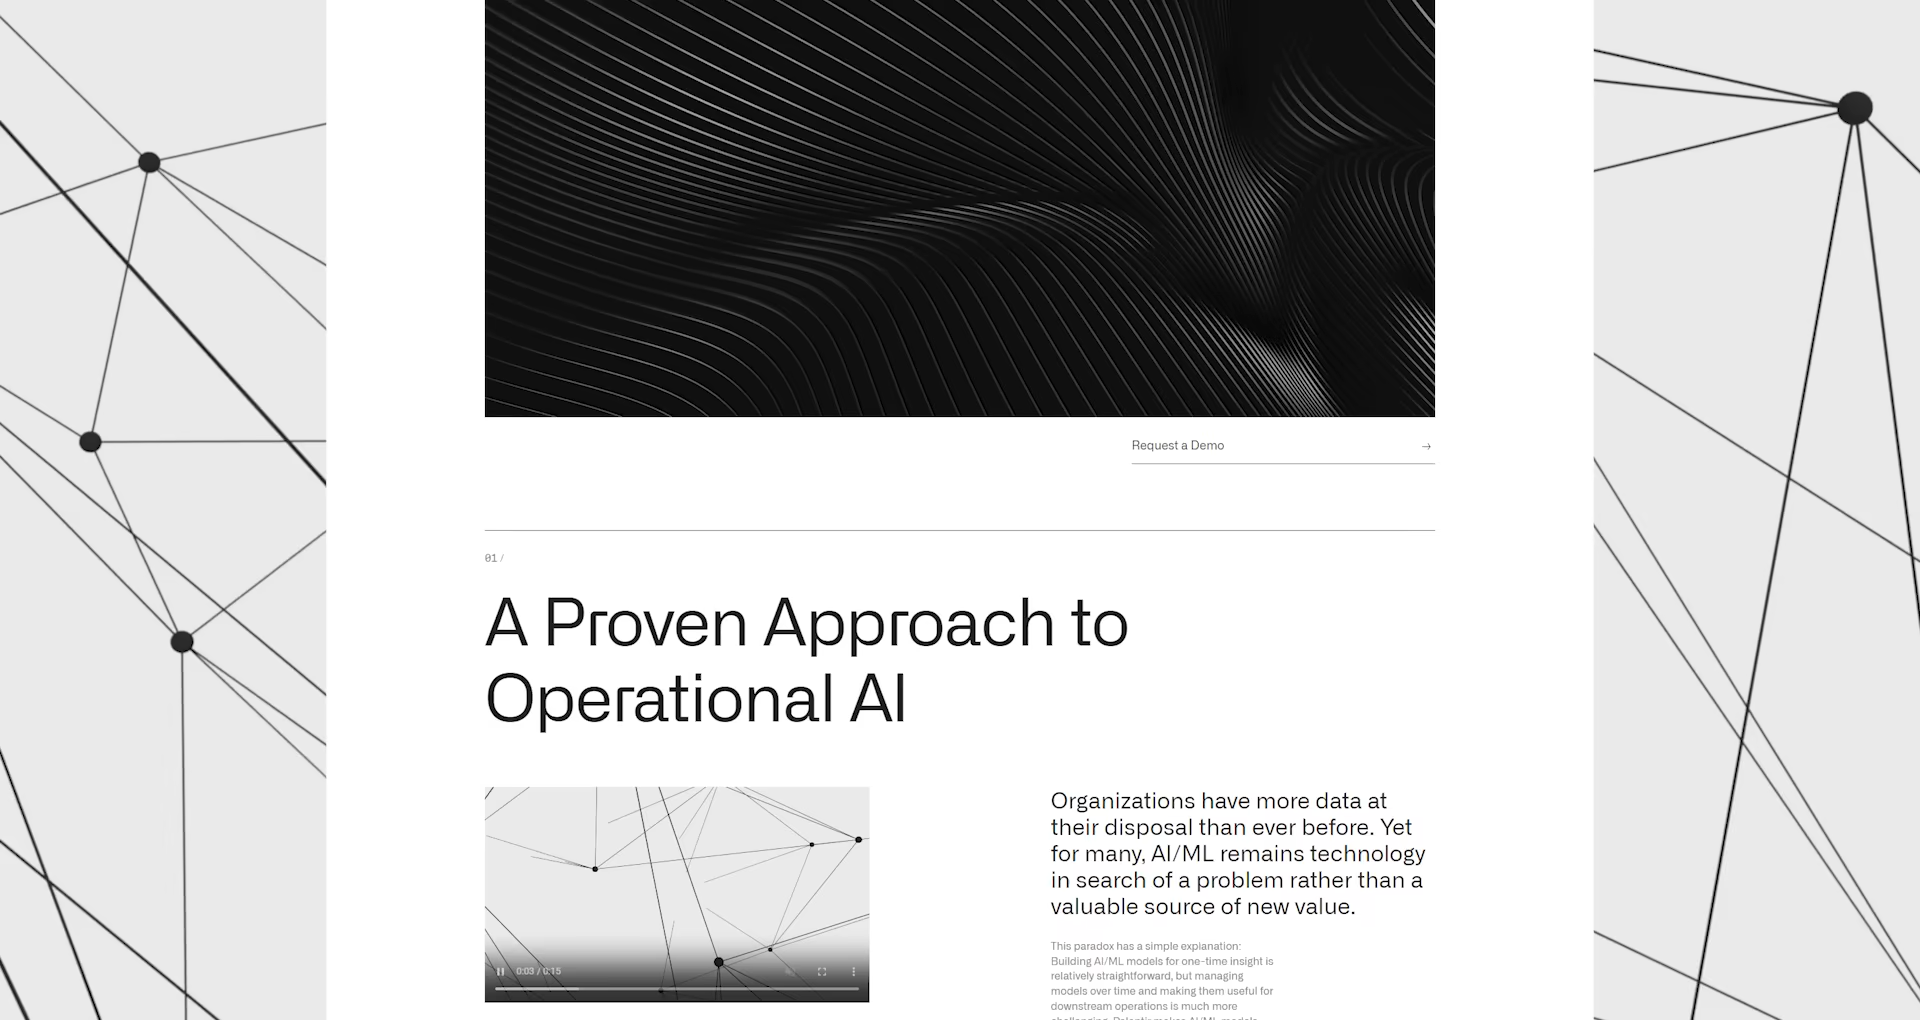 Request a Demo →
01 /
A Proven Approach to
Operational AI
Organizations have more data at
their disposal than ever before. Yet
for many, AI/ML remains technology
in search of a problem rather than a
valuable source of new value.
0:03 / 0:15
This paradox has a simple explanation:
Building AI/ML models for one-time insight is
relatively straightforward, but managing
models over time and making them useful for
downstream operations is much more